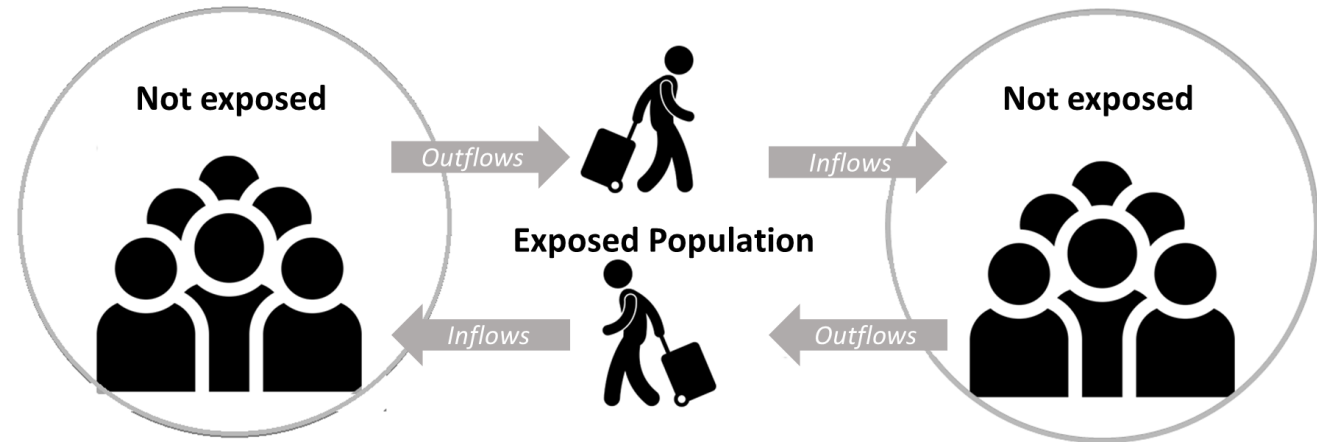 Not exposed
Not exposed
Outflows
Inflows
Exposed Population
Inflows
Outflows